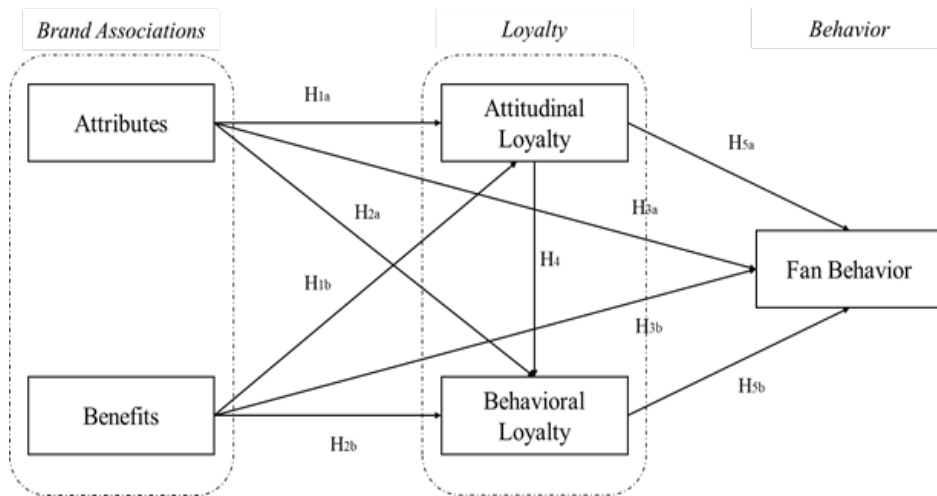 Brand Associations
Loyalty
Behavior
Attributes
H1a
Attitudinal
Loyalty
H5a
H2a
H3a
Fan Behavior
H4
H1b
H3b
Benefits
H2b
Behavioral
Loyalty
H5b